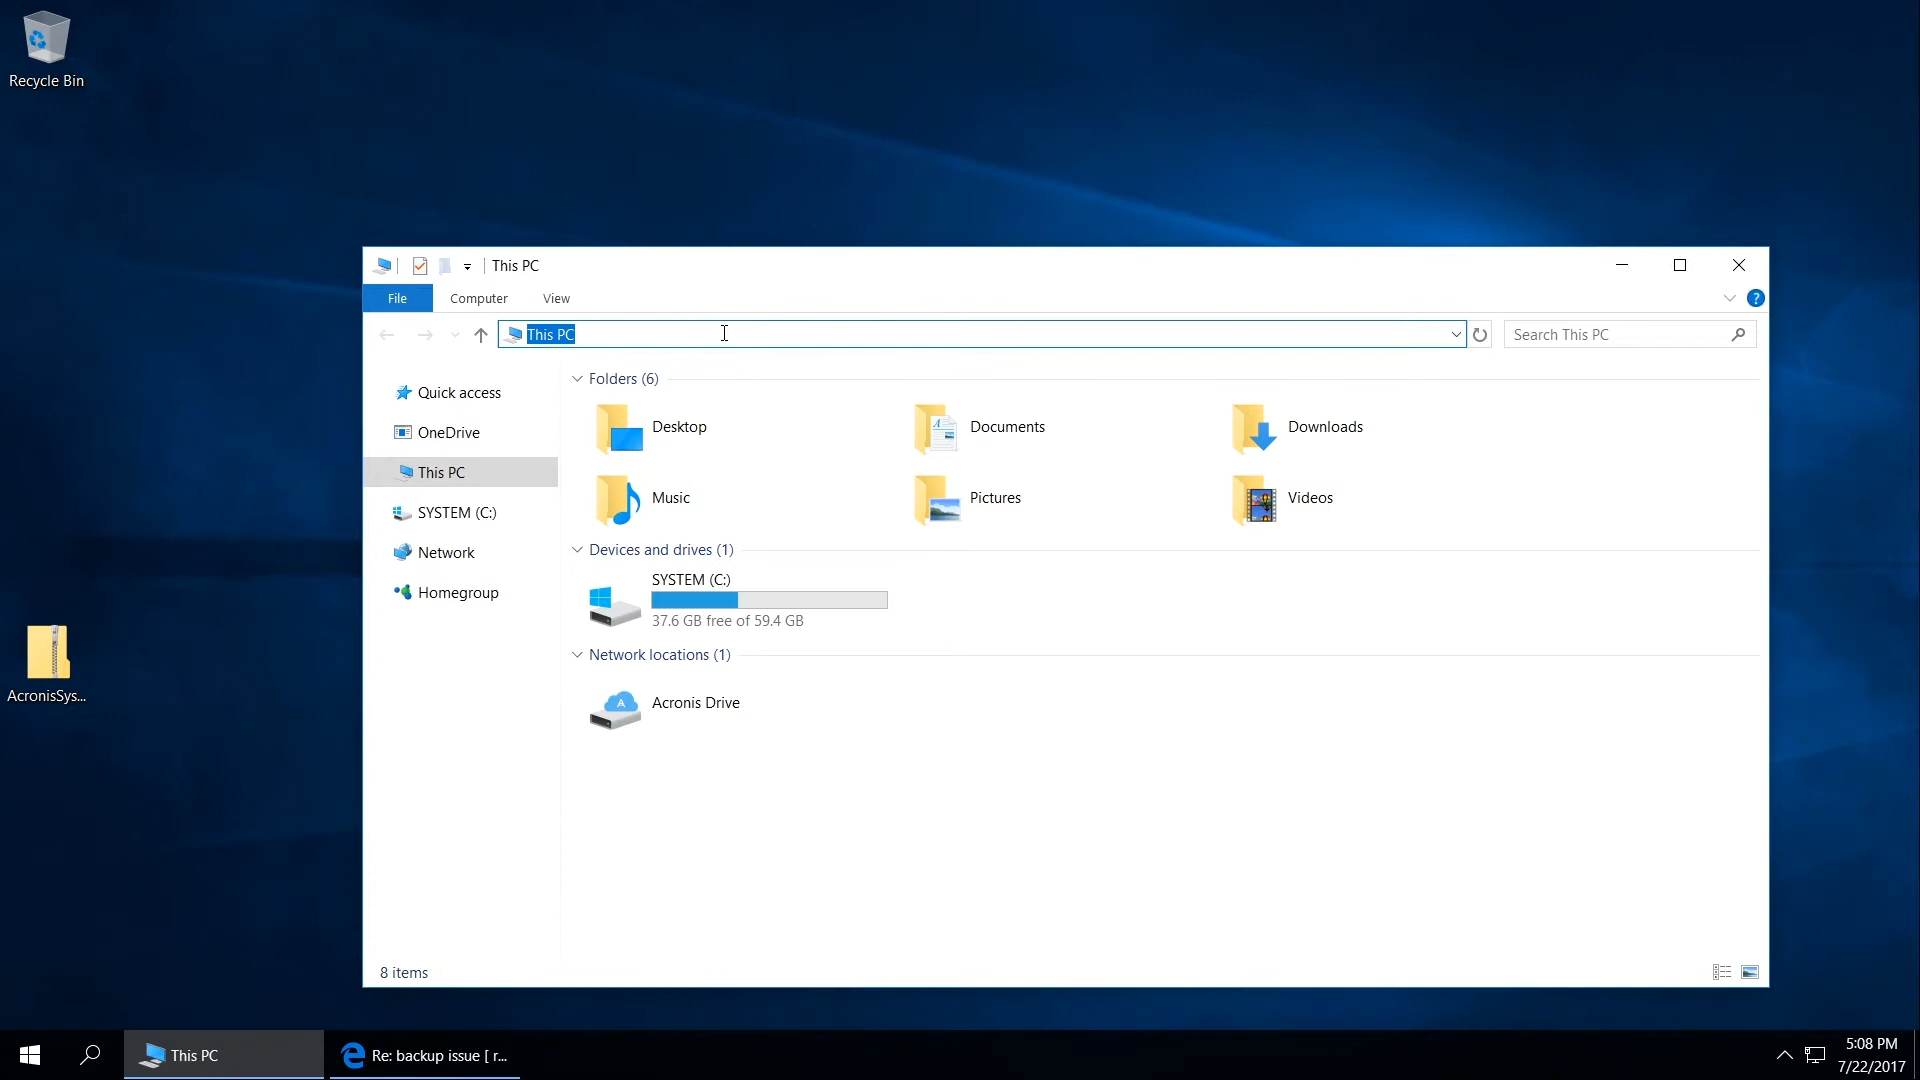 Recycle Bin
AcronisSys...
This PC
File
Computer
View
This PC
Search This PC
Quick access
OneDrive
This PC
SYSTEM (C:)
Network
Homegroup
Folders (6)
Desktop
Documents
Downloads
Music
Pictures
Videos
Devices and drives (1)
SYSTEM (C:)
37.6 GB free of 59.4 GB
Network locations (1)
Acronis Drive
8 items
This PC
Re: backup issue [ r...
5:08 PM
7/22/2017